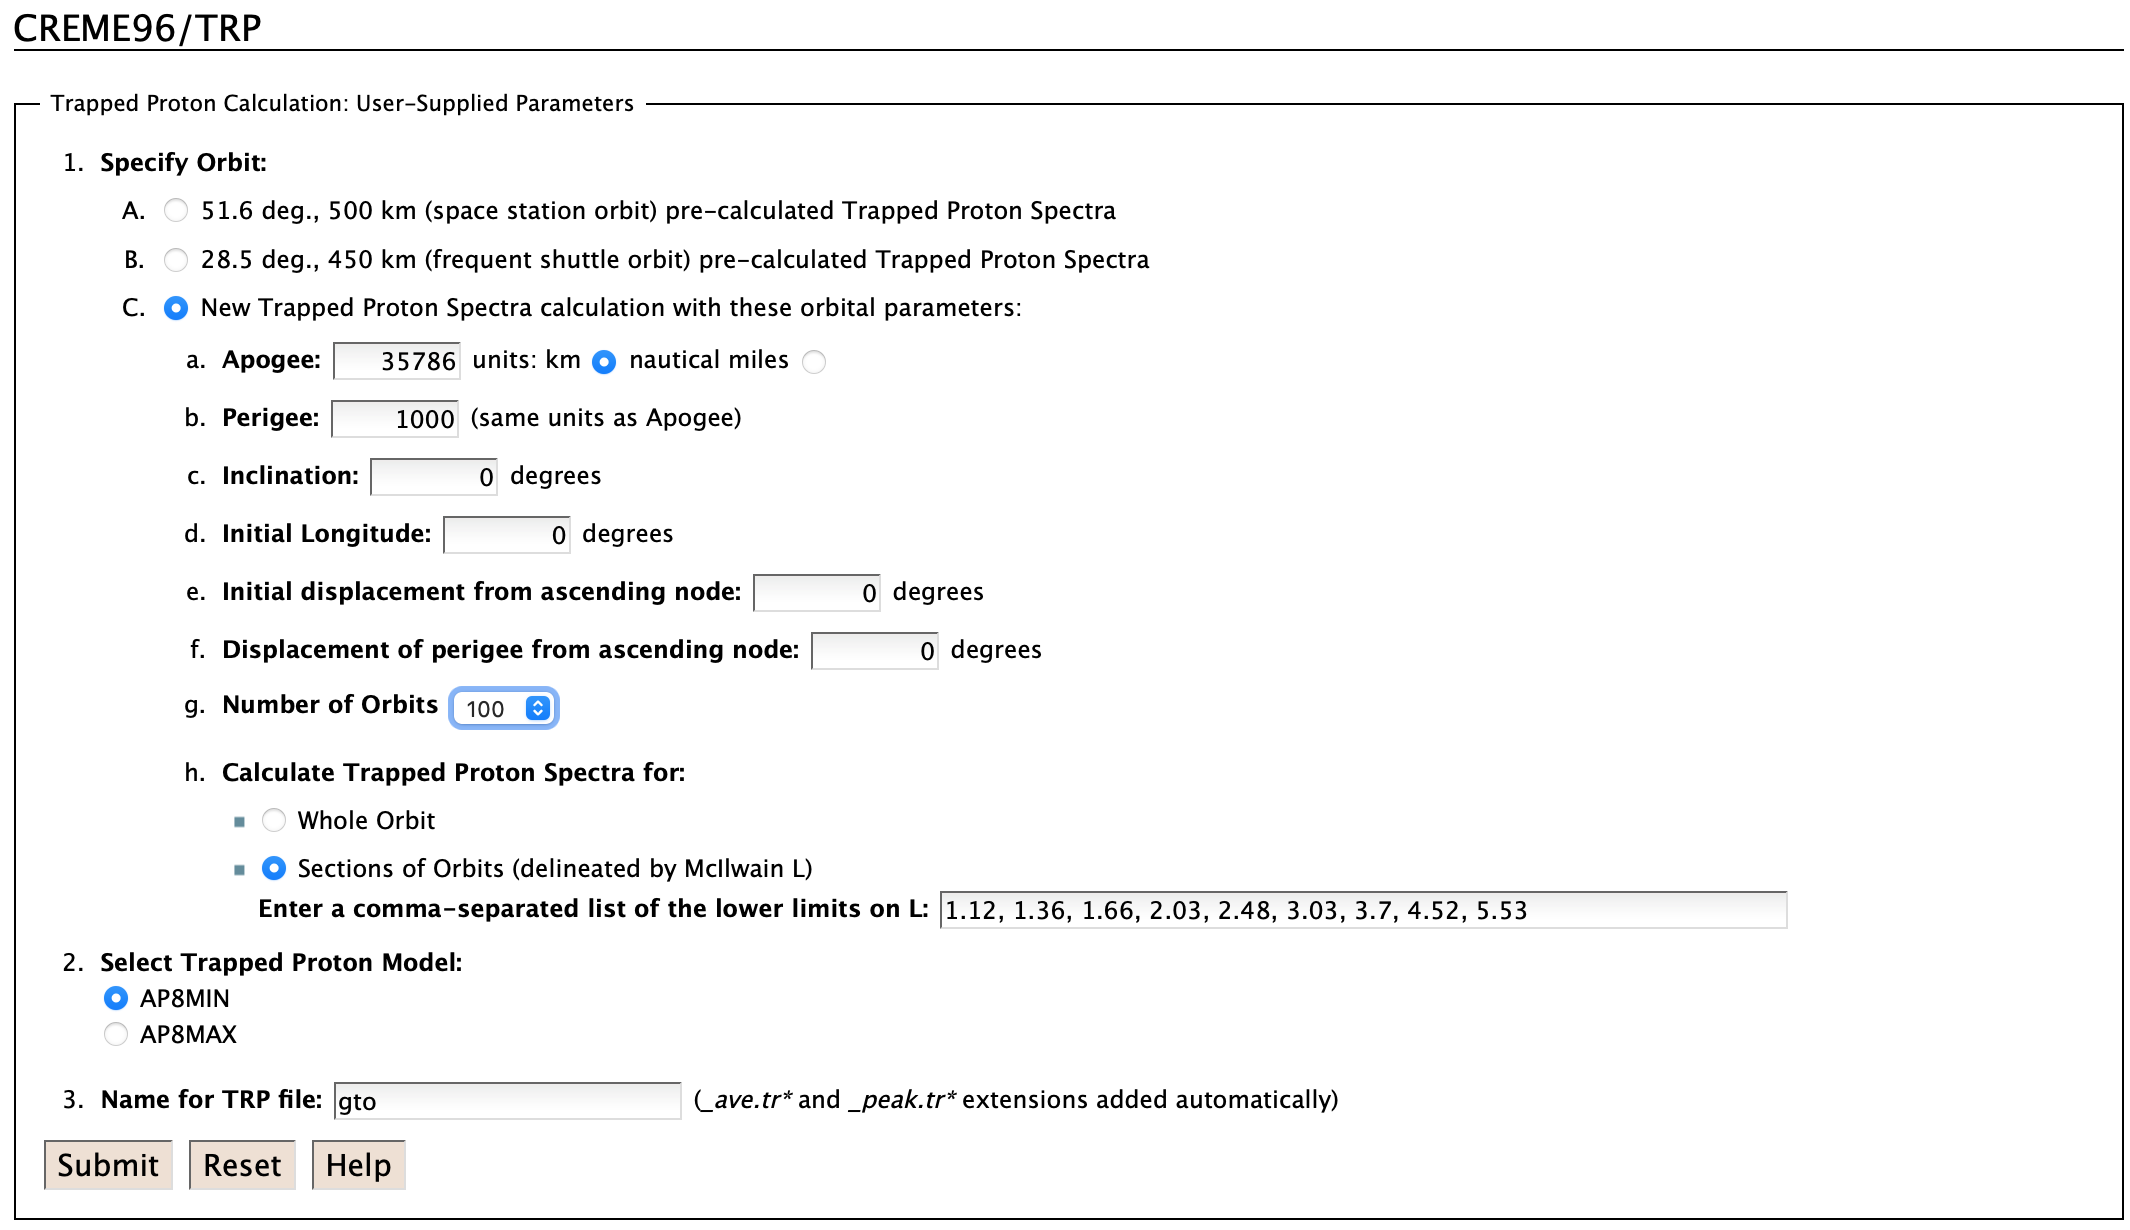 CREME96/TRP
Trapped Proton Calculation: User-Supplied Parameters
1. Specify Orbit:
A. 51.6 deg., 500 km (space station orbit) pre-calculated Trapped Proton Spectra
B. 28.5 deg., 450 km (frequent shuttle orbit) pre-calculated Trapped Proton Spectra
C. New Trapped Proton Spectra calculation with these orbital parameters:
a. Apogee: 35786 units: km nautical miles
b. Perigee: 1000 (same units as Apogee)
c. Inclination: 0 degrees
d. Initial Longitude: 0 degrees
e. Initial displacement from ascending node: 0 degrees
f. Displacement of perigee from ascending node: 0 degrees
g. Number of Orbits 100
h. Calculate Trapped Proton Spectra for:
Whole Orbit
Sections of Orbits (delineated by McIlwain L)
Enter a comma-separated list of the lower limits on L: 1.12, 1.36, 1.66, 2.03, 2.48, 3.03, 3.7, 4.52, 5.53
2. Select Trapped Proton Model:
AP8MIN
AP8MAX
3. Name for TRP file: gto (_ave.tr* and _peak.tr* extensions added automatically)
Submit Reset Help